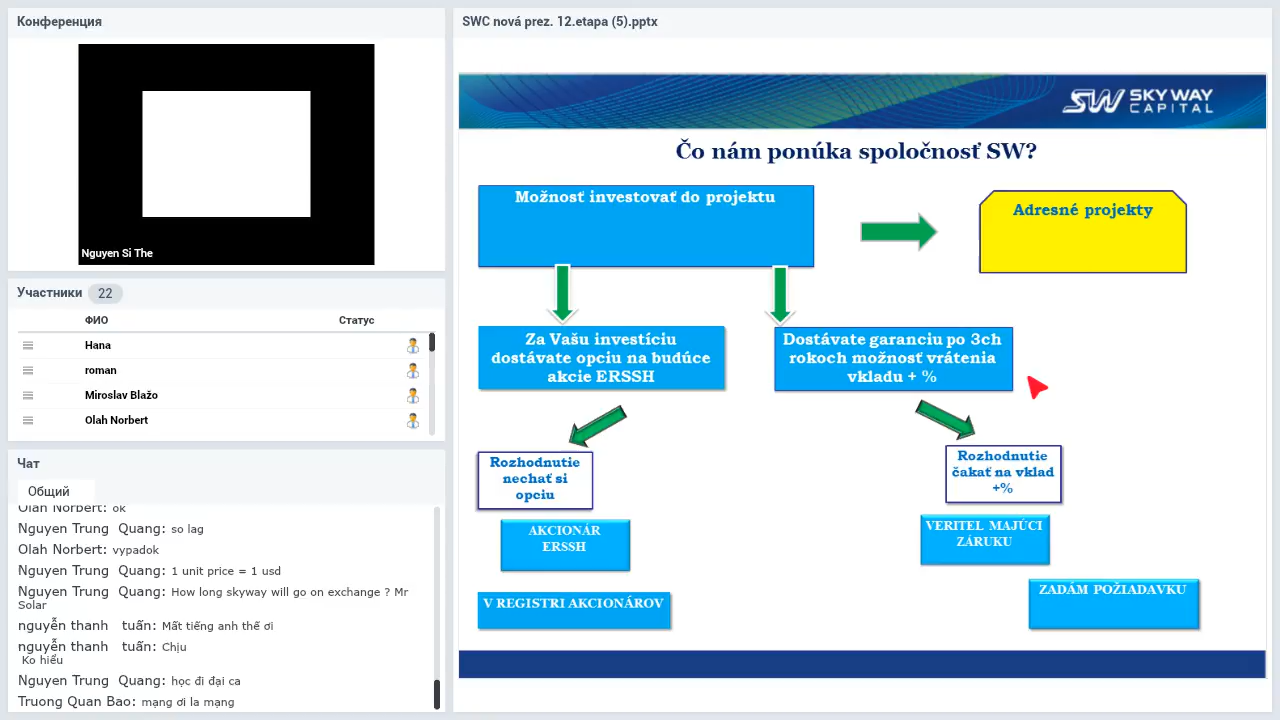 Конференция
Nguyen Si The
Участники 22
ФИО Статус
Hana
roman
Miroslav Blažo
Olah Norbert
Чат
Общий
Olah Norbert: ok
Nguyen Trung Quang: so lag
Olah Norbert: vypadok
Nguyen Trung Quang: 1 unit price = 1 usd
Nguyen Trung Quang: How long skyway will go on exchange ? Mr
Solar
nguyễn thanh tuấn: Mất tiếng anh thế ơi
nguyễn thanh tuấn: Chịu
Ko hiểu
Nguyen Trung Quang: học đi đại ca
Truong Quan Bao: mạng ơi la mạng
SWC nová prez. 12.etapa (5).pptx
SW SKY WAY
CAPITAL
Čo nám ponúka spoločnosť SW?
Možnosť investovať do projektu
Adresné projekty
Za Vašu investíciu
dostávate opciu na budúce
akcie ERSSH
Dostávate garanciu po 3ch
rokoch možnosť vrátenia
vkladu + %
Rozhodnutie
nechať si
opciu
Rozhodnutie
čakať na vklad
+%
AKCIONÁR
ERSSH
VERITEL MAJÚCI
ZÁRUKU
V REGISTRI AKCIONÁROV
ZADÁM POŽIADAVKU